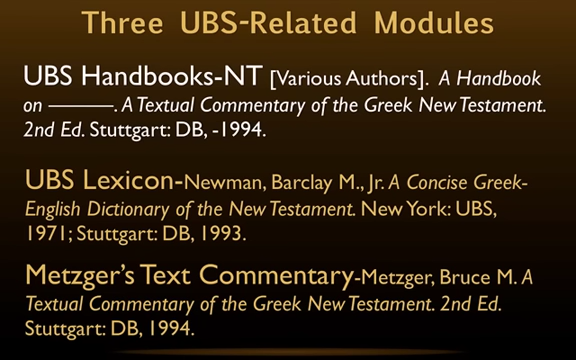 Three UBS-Related Modules
UBS Handbooks-NT [Various Authors]. A Handbook
on ———. A Textual Commentary of the Greek New Testament.
2nd Ed. Stuttgart: DB, -1994.
UBS Lexicon-Newman, Barclay M., Jr. A Concise Greek-
English Dictionary of the New Testament. New York: UBS,
1971; Stuttgart: DB, 1993.
Metzger's Text Commentary-Metzger, Bruce M. A
Textual Commentary of the Greek New Testament. 2nd Ed.
Stuttgart: DB, 1994.